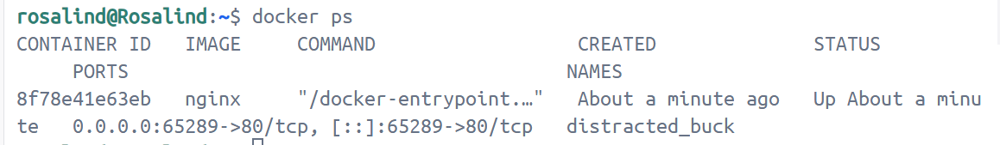 rosalind@Rosalind:~$ docker ps
CONTAINER ID   IMAGE     COMMAND                  CREATED              STATUS
     PORTS                                       NAMES
8f78e41e63eb   nginx     "/docker-entrypoint.…"   About a minute ago   Up About a minu
te   0.0.0.0:65289->80/tcp, [::]:65289->80/tcp   distracted_buck